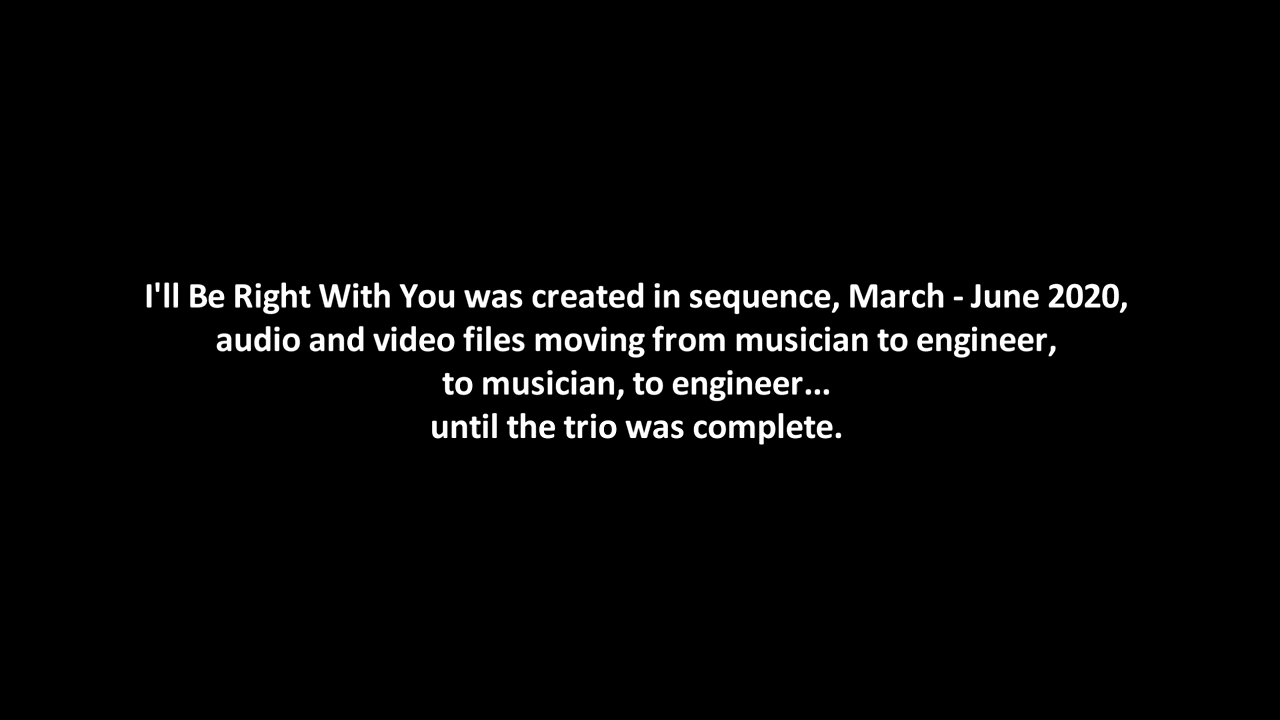 I'll Be Right With You was created in sequence, March - June 2020,
audio and video files moving from musician to engineer,
to musician, to engineer...
until the trio was complete.